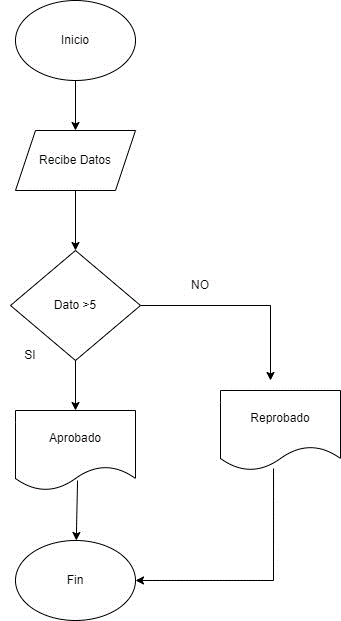 Inicio
Recibe Datos
Dato >5
NO
SI
Aprobado
Reprobado
Fin